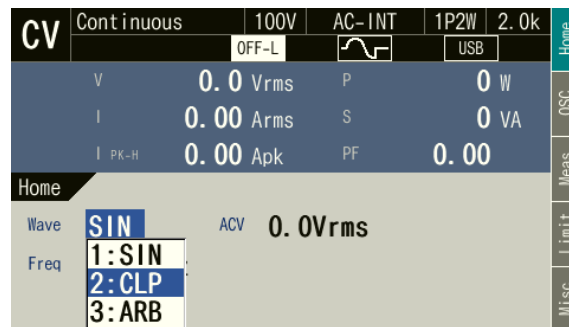 CV Continuous 100V AC-INT 1P2W 2.0k
OFF-L USB
V 0.0 Vrms P 0 W
I 0.00 Arms S 0 VA
I PK-H 0.00 Apk PF 0.00
Home
Wave SIN ACV 0.0Vrms
Freq
1:SIN
2:CLP
3:ARB
Home
OSC
Meas
Limit
Misc